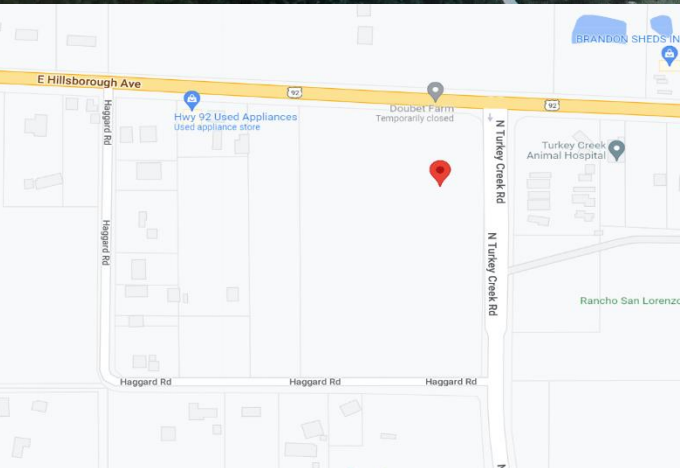 BRANDON SHEDS IN
E Hillsborough Ave
92
92
Haggard Rd
Hwy 92 Used Appliances
Used appliance store
Doubet Farm
Temporarily closed
N Turkey Creek Rd
Turkey Creek
Animal Hospital
Haggard Rd
N Turkey Creek Rd
Rancho San Lorenzo
Haggard Rd
Haggard Rd
Haggard Rd
N